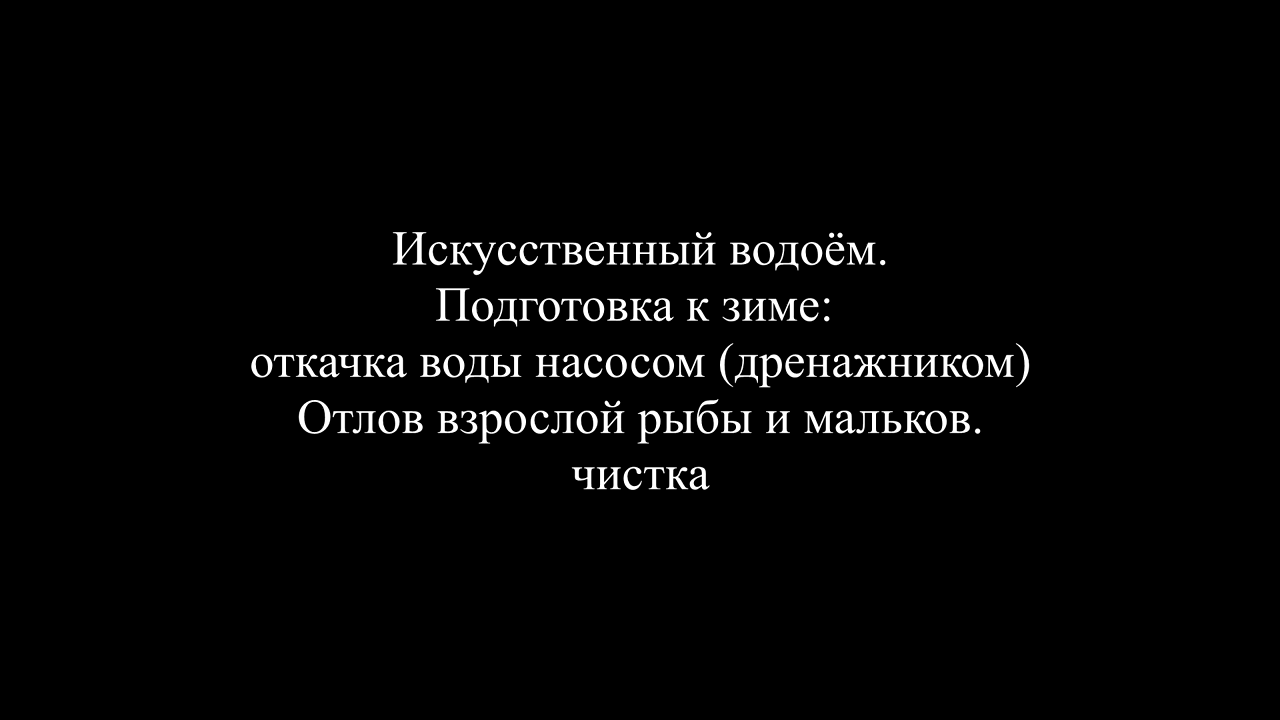 Искусственный водоём.
Подготовка к зиме:
откачка воды насосом (дренажником)
Отлов взрослой рыбы и мальков.
чистка